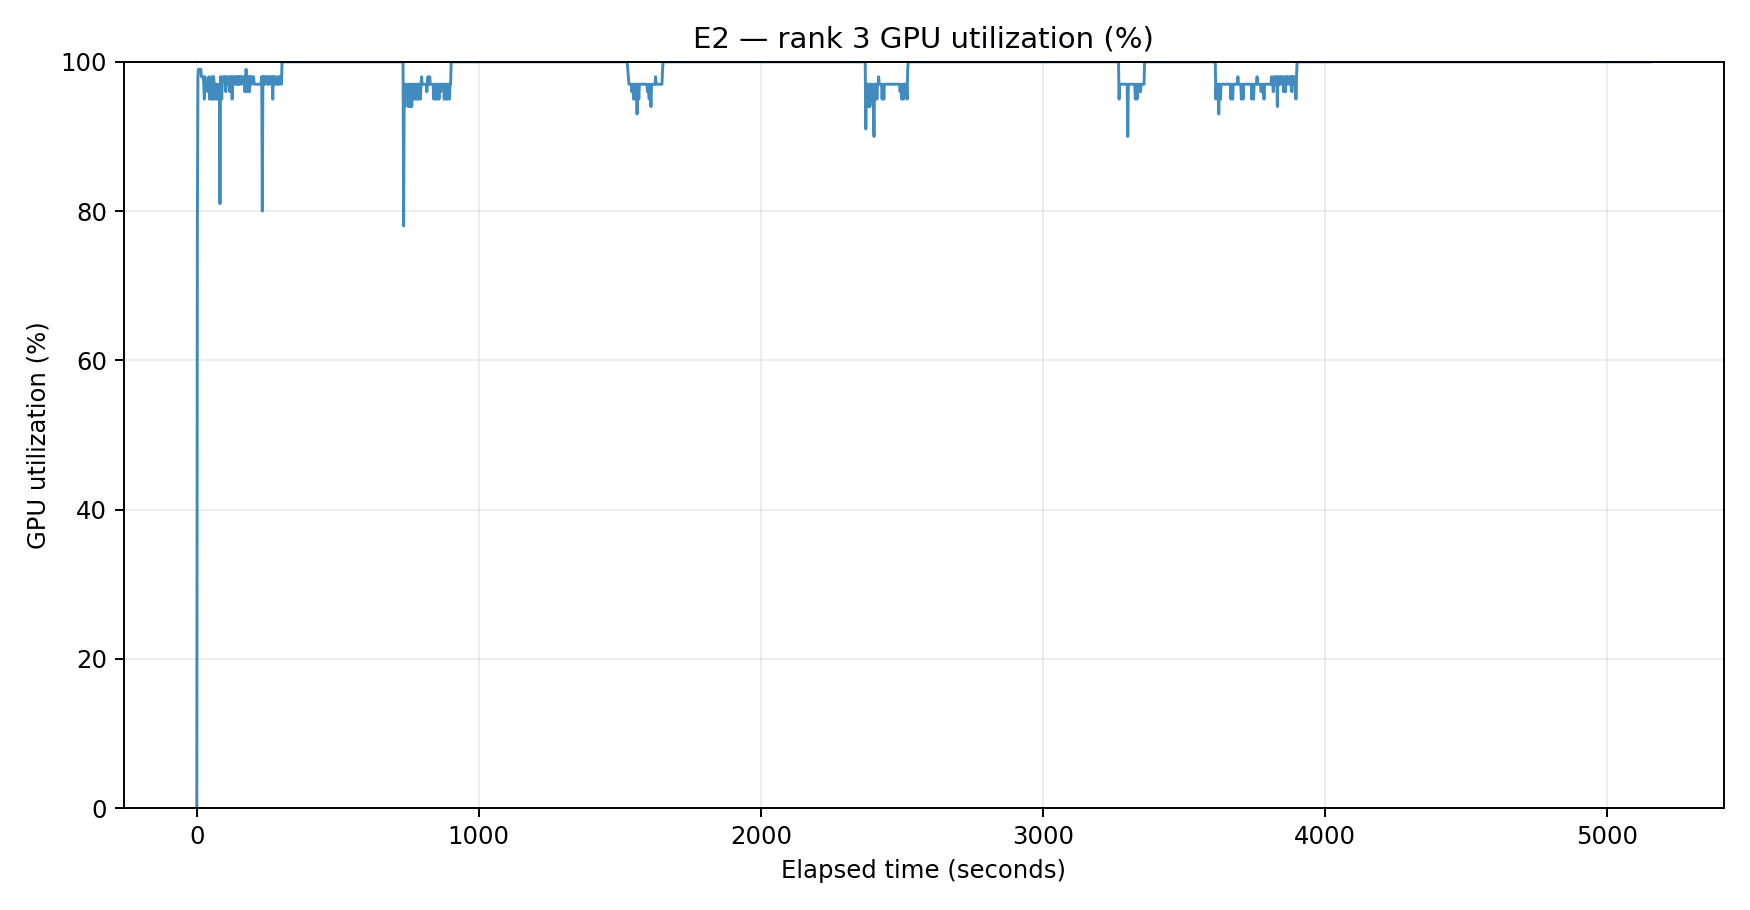 E2 — rank 3 GPU utilization (%)
GPU utilization (%)
100
80
60
40
20
0
0 1000 2000 3000 4000 5000
Elapsed time (seconds)